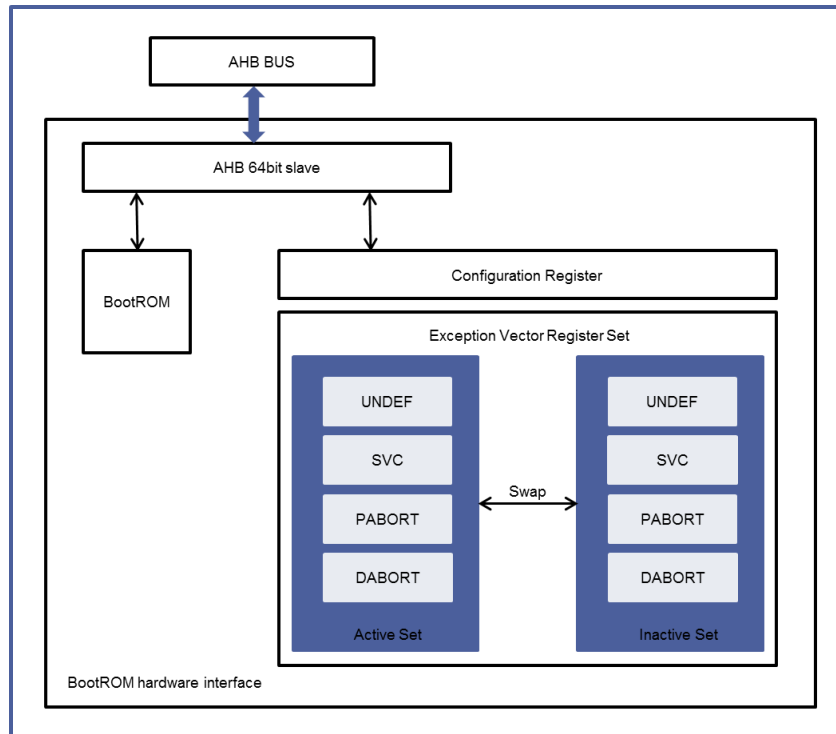 AHB BUS
AHB 64bit slave
BootROM
Configuration Register
Exception Vector Register Set
UNDEF
SVC
PABORT
DABORT
Active Set
Swap
UNDEF
SVC
PABORT
DABORT
Inactive Set
BootROM hardware interface